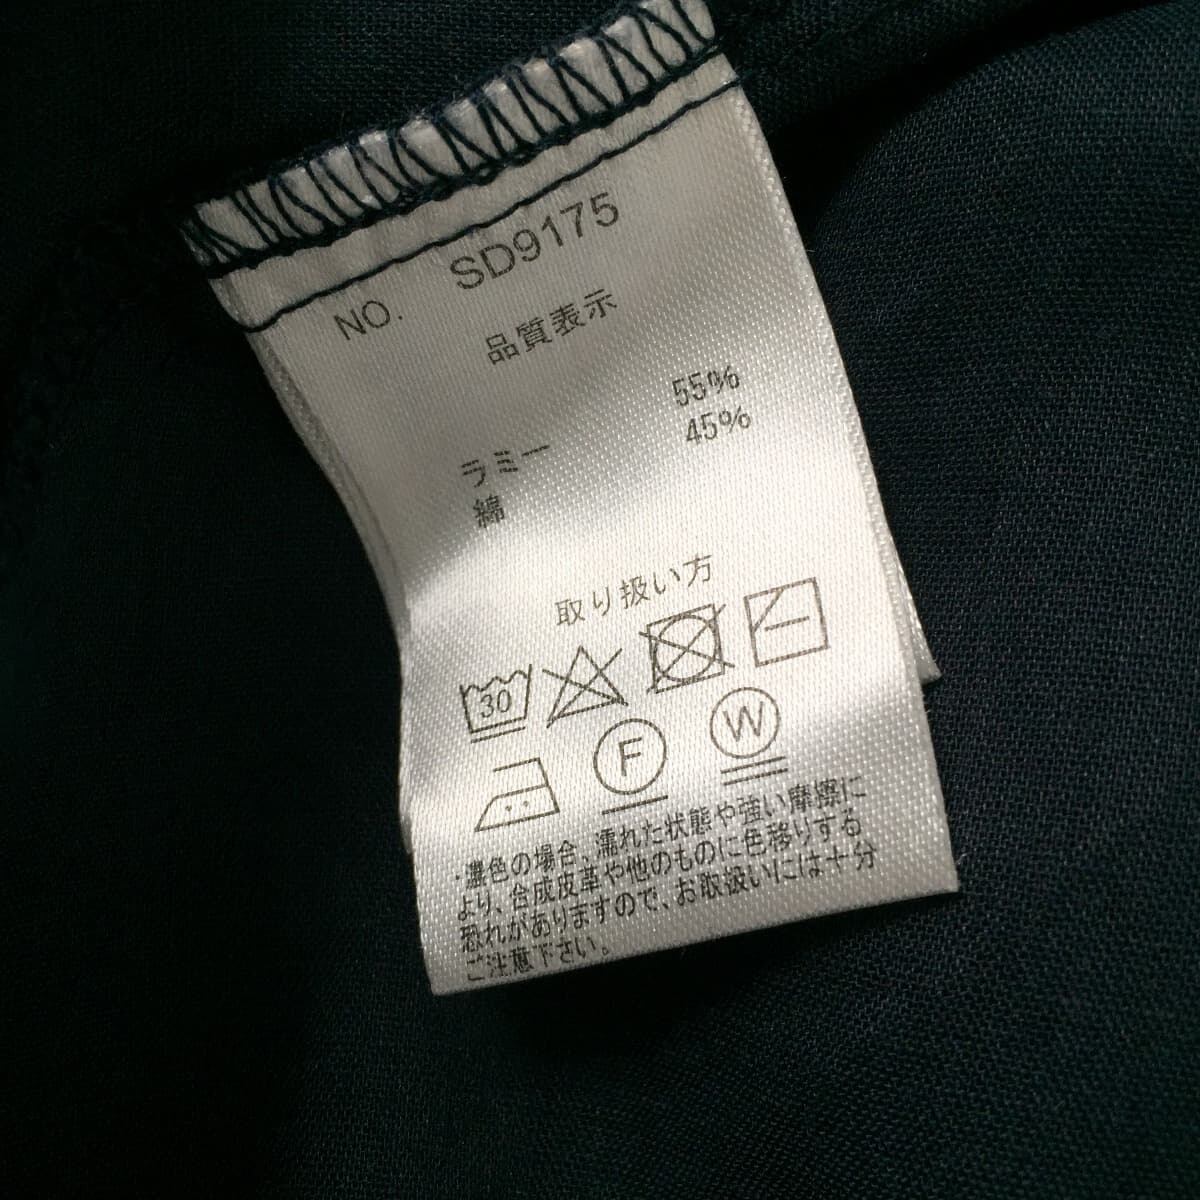 NO. SD9175
品質表示
ラミー 55%
綿 45%
取り扱い方
30
F W
・濃色の場合、濡れた状態や強い摩擦に
より、合成皮革や他のものに色移りする
恐れがありますので、お取扱いには十分
ご注意下さい。